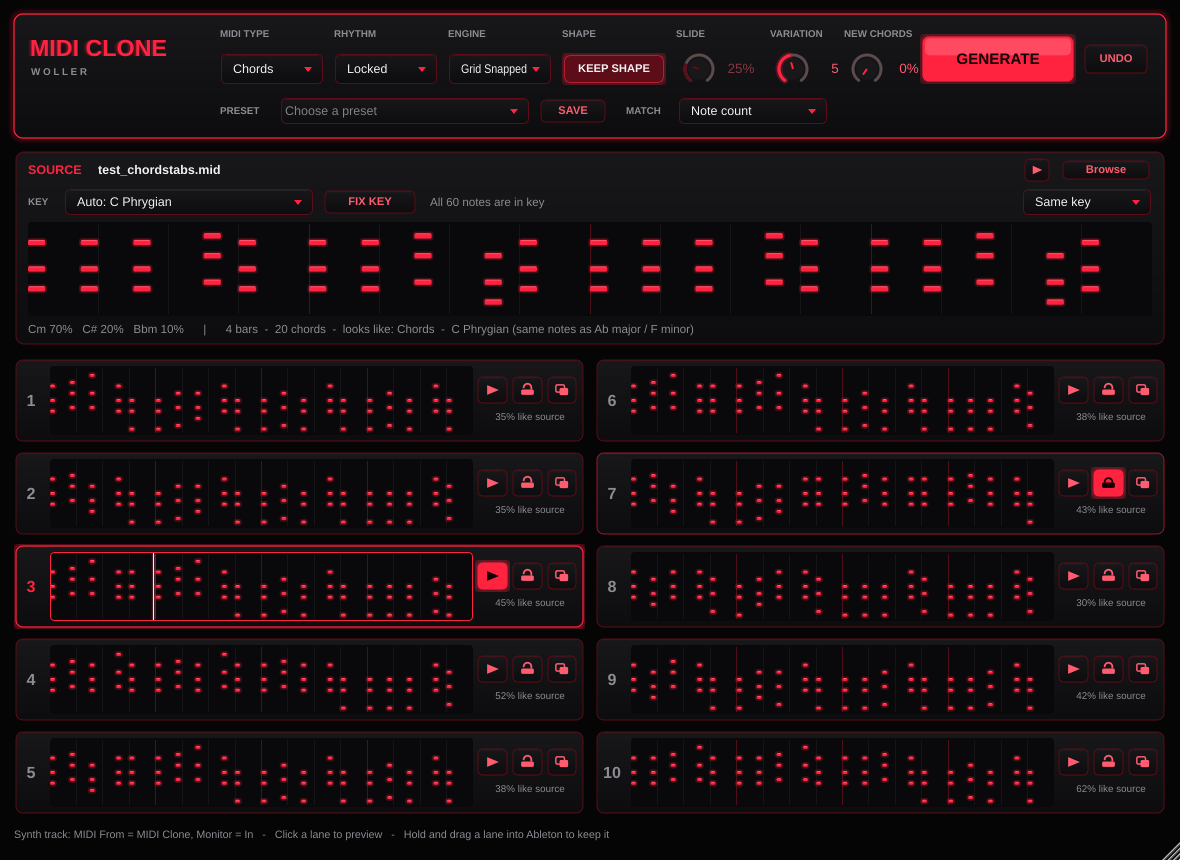 MIDI CLONE
WOLLER
MIDI TYPE RHYTHM ENGINE SHAPE SLIDE VARIATION NEW CHORDS
Chords Locked Grid Snapped KEEP SHAPE 25% 5 0% GENERATE UNDO
PRESET Choose a preset SAVE MATCH Note count
SOURCE test_chordstabs.mid Browse
KEY Auto: C Phrygian FIX KEY All 60 notes are in key Same key
Cm 70% C# 20% Bbm 10% | 4 bars - 20 chords - looks like: Chords - C Phrygian (same notes as Ab major / F minor)
1 35% like source
2 35% like source
3 45% like source
4 52% like source
5 38% like source
6 38% like source
7 43% like source
8 30% like source
9 42% like source
10 62% like source
Synth track: MIDI From = MIDI Clone, Monitor = In - Click a lane to preview - Hold and drag a lane into Ableton to keep it